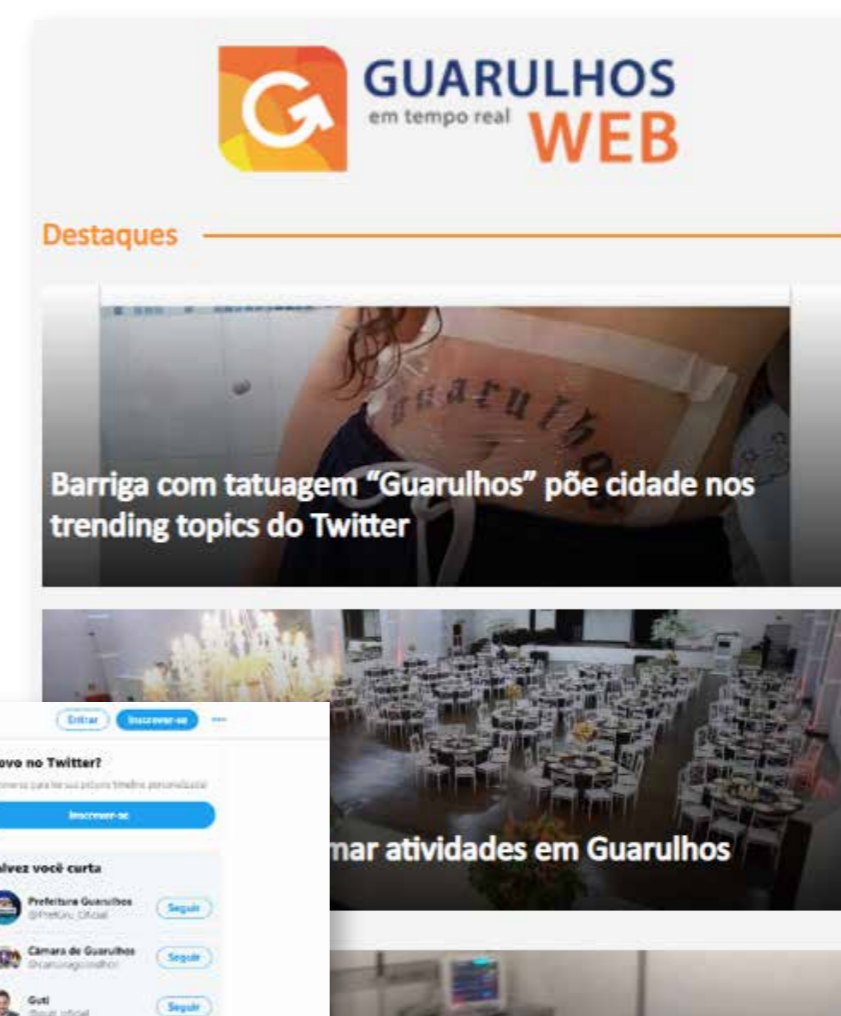 GUARULHOS
em tempo real
WEB
Destaques
Guarulhos
Barriga com tatuagem “Guarulhos” põe cidade nos
trending topics do Twitter
mar atividades em Guarulhos
Entrar Inscrever-se
ovo no Twitter?
Inscrever-se
lvez você curta
Prefeitura Guarulhos
Seguir
Câmara de Guarulhos
Seguir
Guti
Seguir